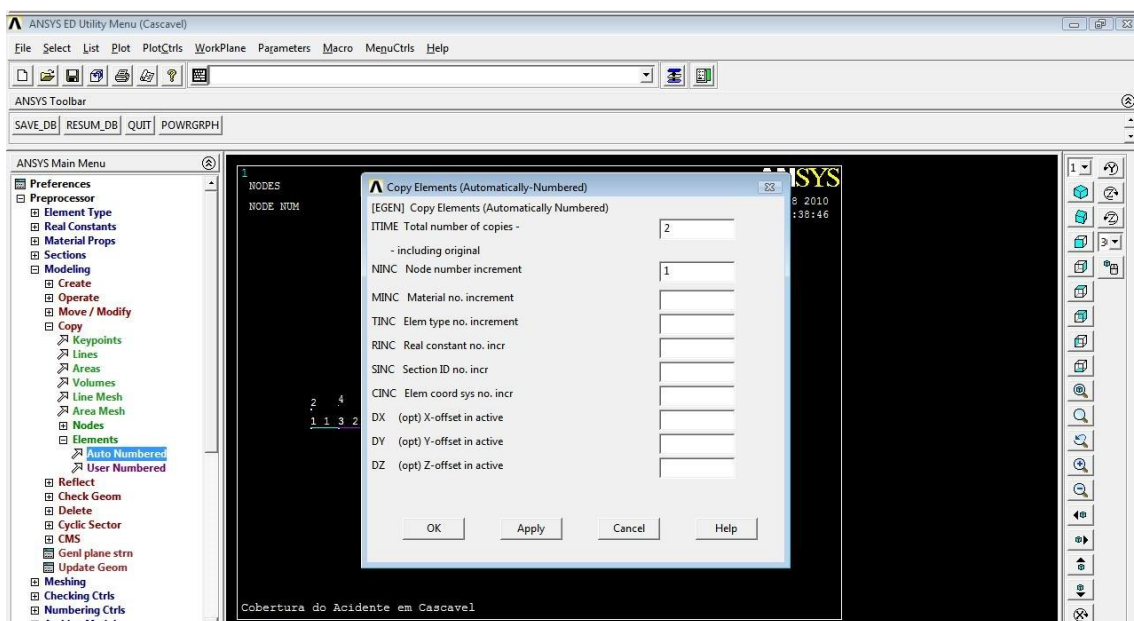 ANSYS ED Utility Menu (Cascavel)
File Select List Plot PlotCtrls WorkPlane Parameters Macro MenuCtrls Help
ANSYS Toolbar
SAVE_DB RESUM_DB QUIT POWRGRPH
ANSYS Main Menu
Preferences
Preprocessor
Element Type
Real Constants
Material Props
Sections
Modeling
Create
Operate
Move / Modify
Copy
Keypoints
Lines
Areas
Volumes
Line Mesh
Area Mesh
Nodes
Elements
Auto Numbered
User Numbered
Reflect
Check Geom
Delete
Cyclic Sector
CMS
Genl plane strn
Update Geom
Meshing
Checking Ctrls
Numbering Ctrls
1
NODES
NODE NUM
SYS
8 2010
:38:46
2 4
1 1 3 2
Cobertura do Acidente em Cascavel
Copy Elements (Automatically-Numbered)
[EGEN] Copy Elements (Automatically Numbered)
ITIME Total number of copies - 2
- including original
NINC Node number increment 1
MINC Material no. increment
TINC Elem type no. increment
RINC Real constant no. incr
SINC Section ID no. incr
CINC Elem coord sys no. incr
DX (opt) X-offset in active
DY (opt) Y-offset in active
DZ (opt) Z-offset in active
OK Apply Cancel Help
1
3